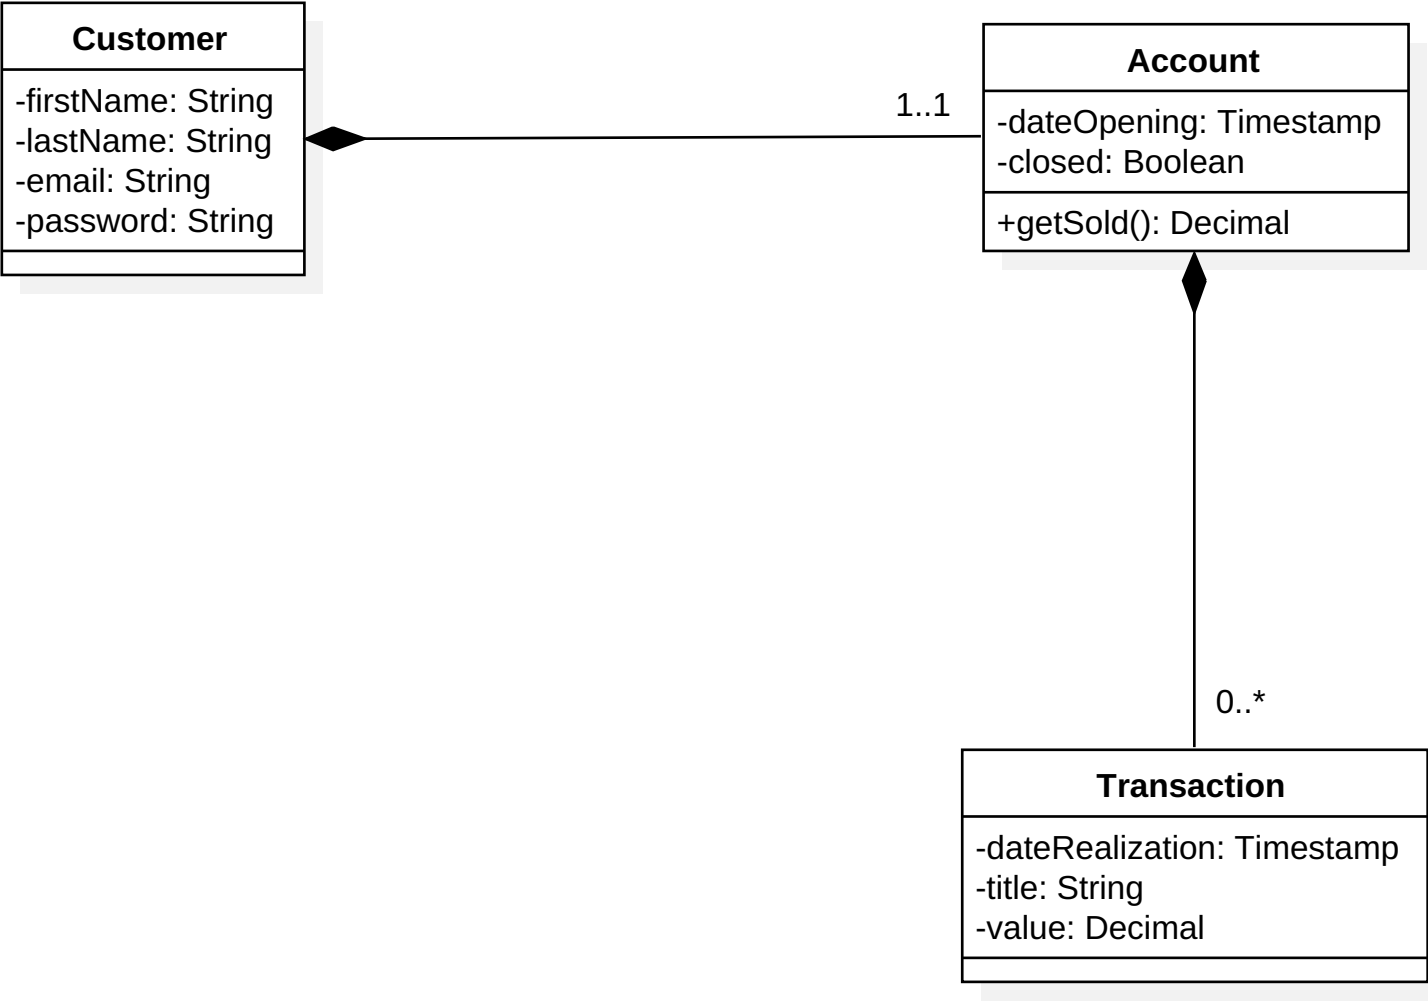 Customer
-firstName: String
-lastName: String
-email: String
-password: String
1..1
Account
-dateOpening: Timestamp
-closed: Boolean
+getSold(): Decimal
0..*
Transaction
-dateRealization: Timestamp
-title: String
-value: Decimal